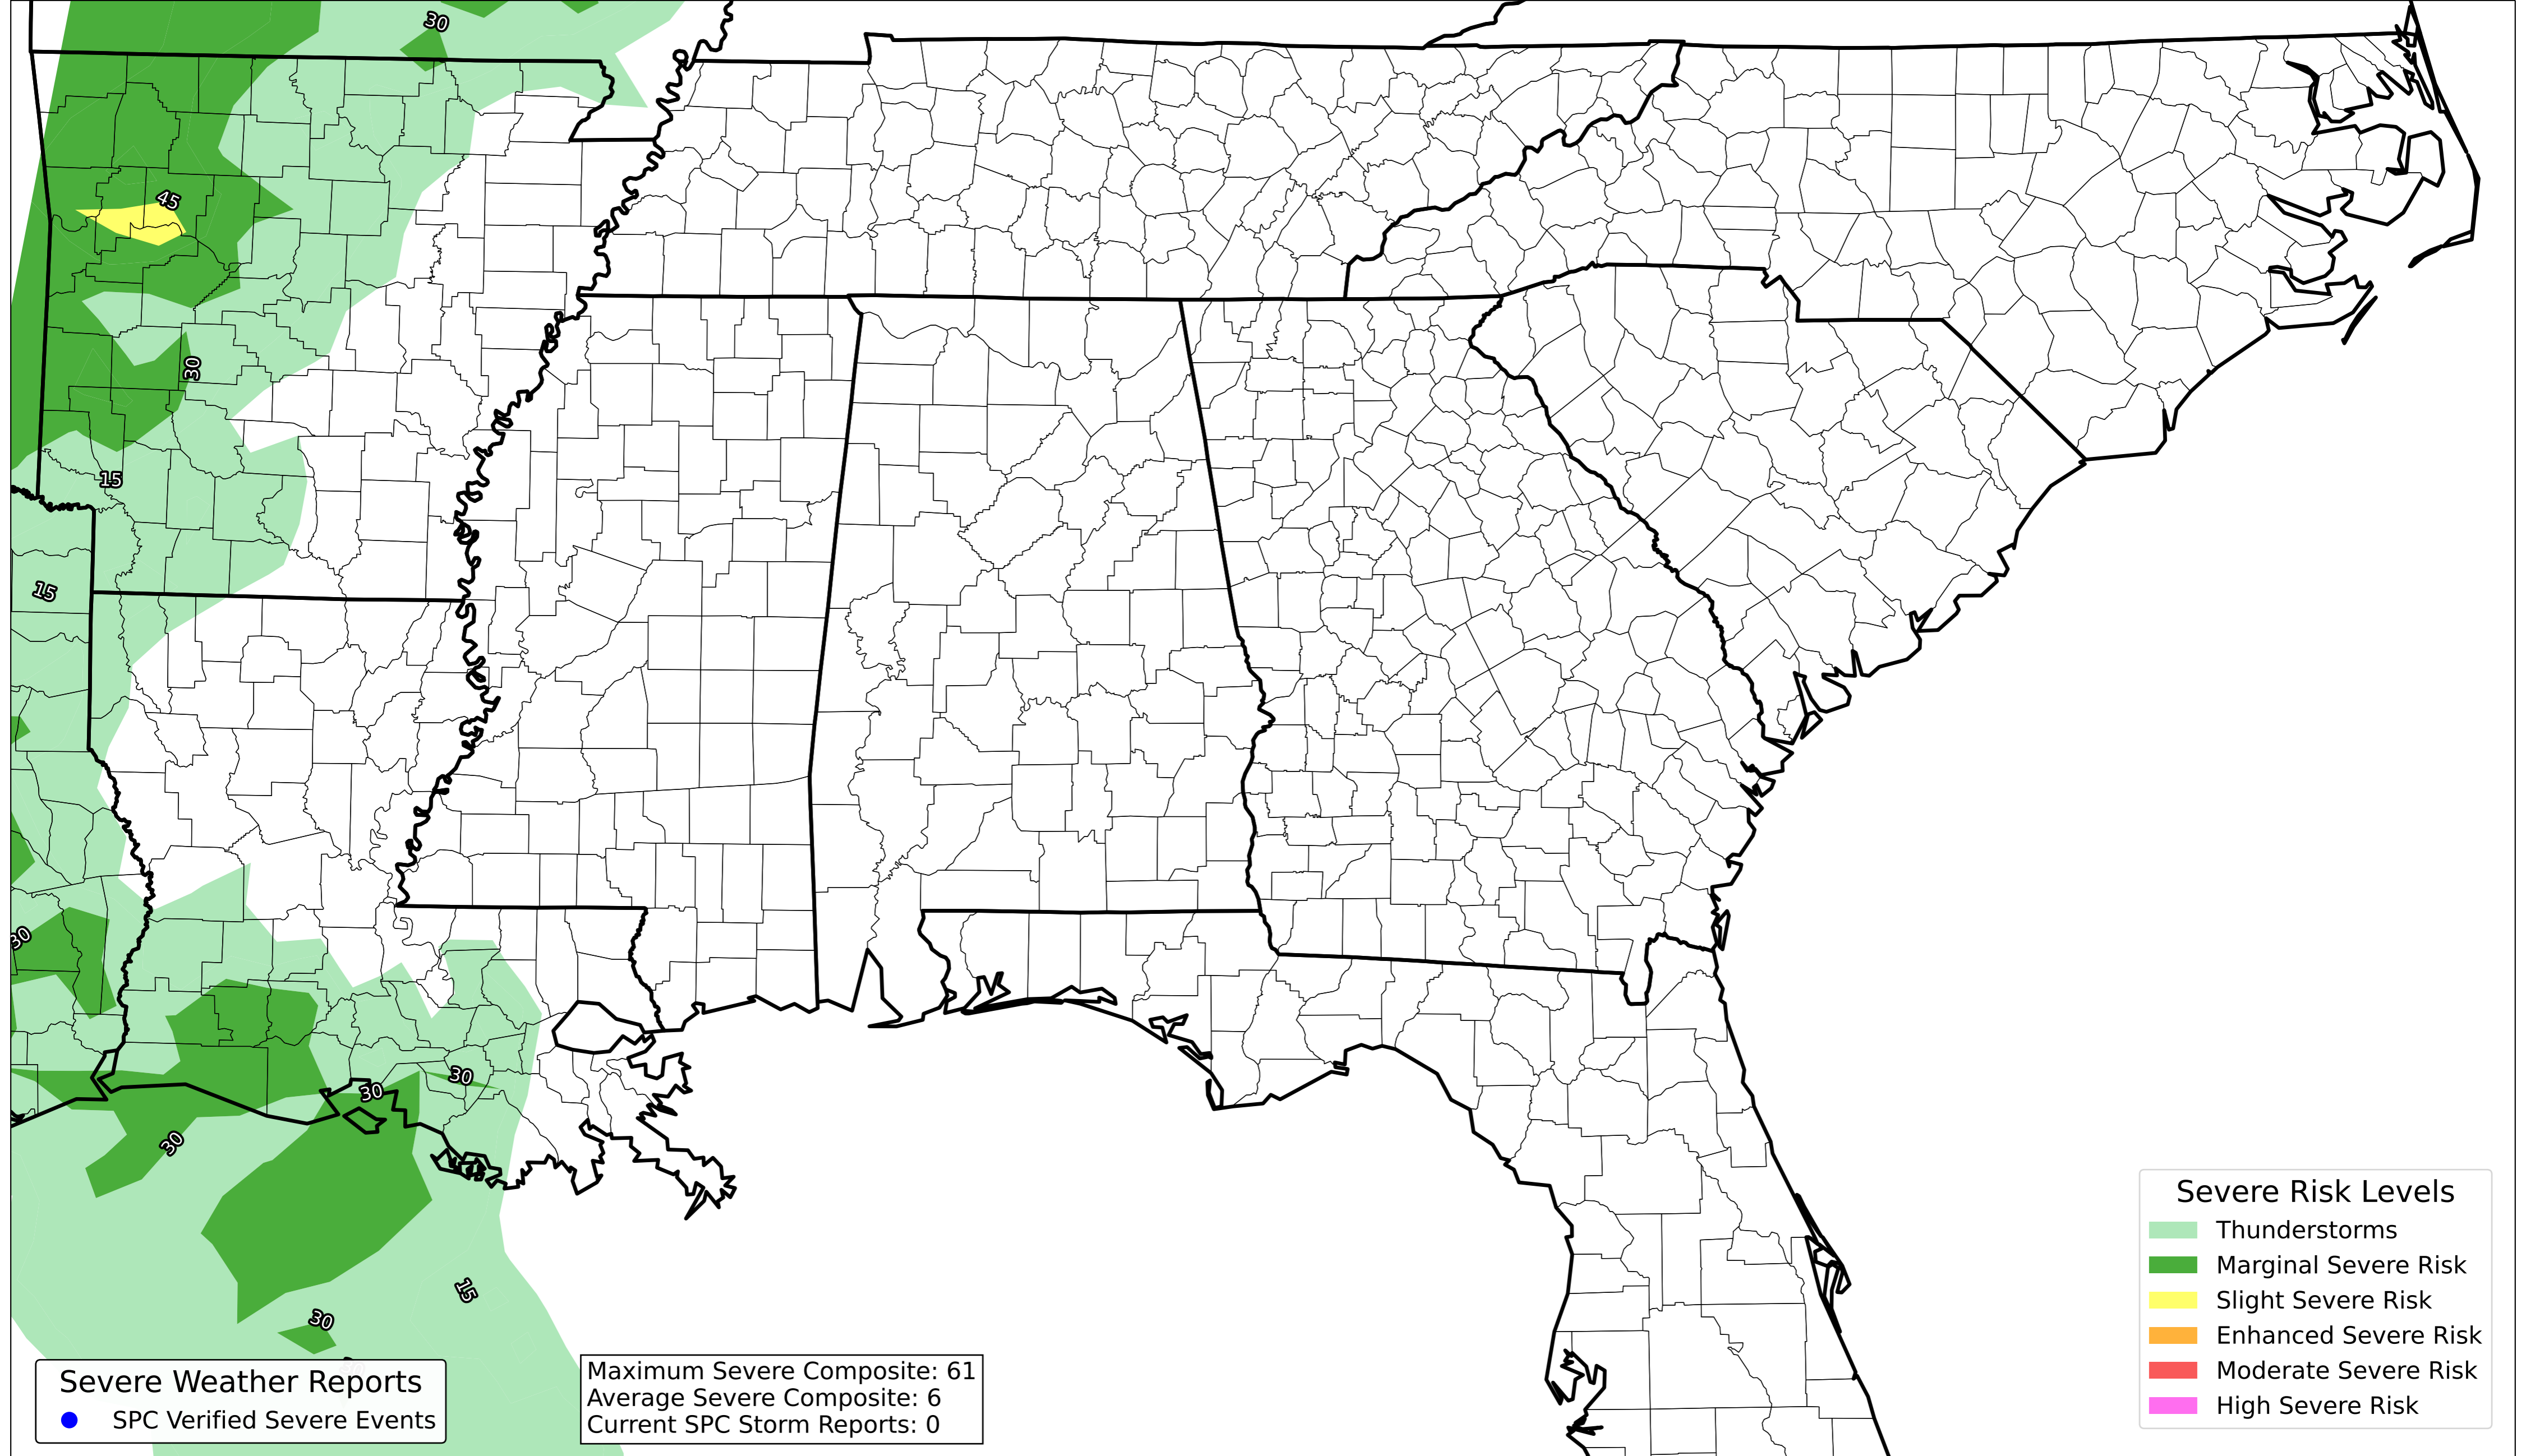 30
45
30
15
15
30
30
30
30
15
30
Severe Weather Reports
SPC Verified Severe Events
Maximum Severe Composite: 61
Average Severe Composite: 6
Current SPC Storm Reports: 0
Severe Risk Levels
Thunderstorms
Marginal Severe Risk
Slight Severe Risk
Enhanced Severe Risk
Moderate Severe Risk
High Severe Risk